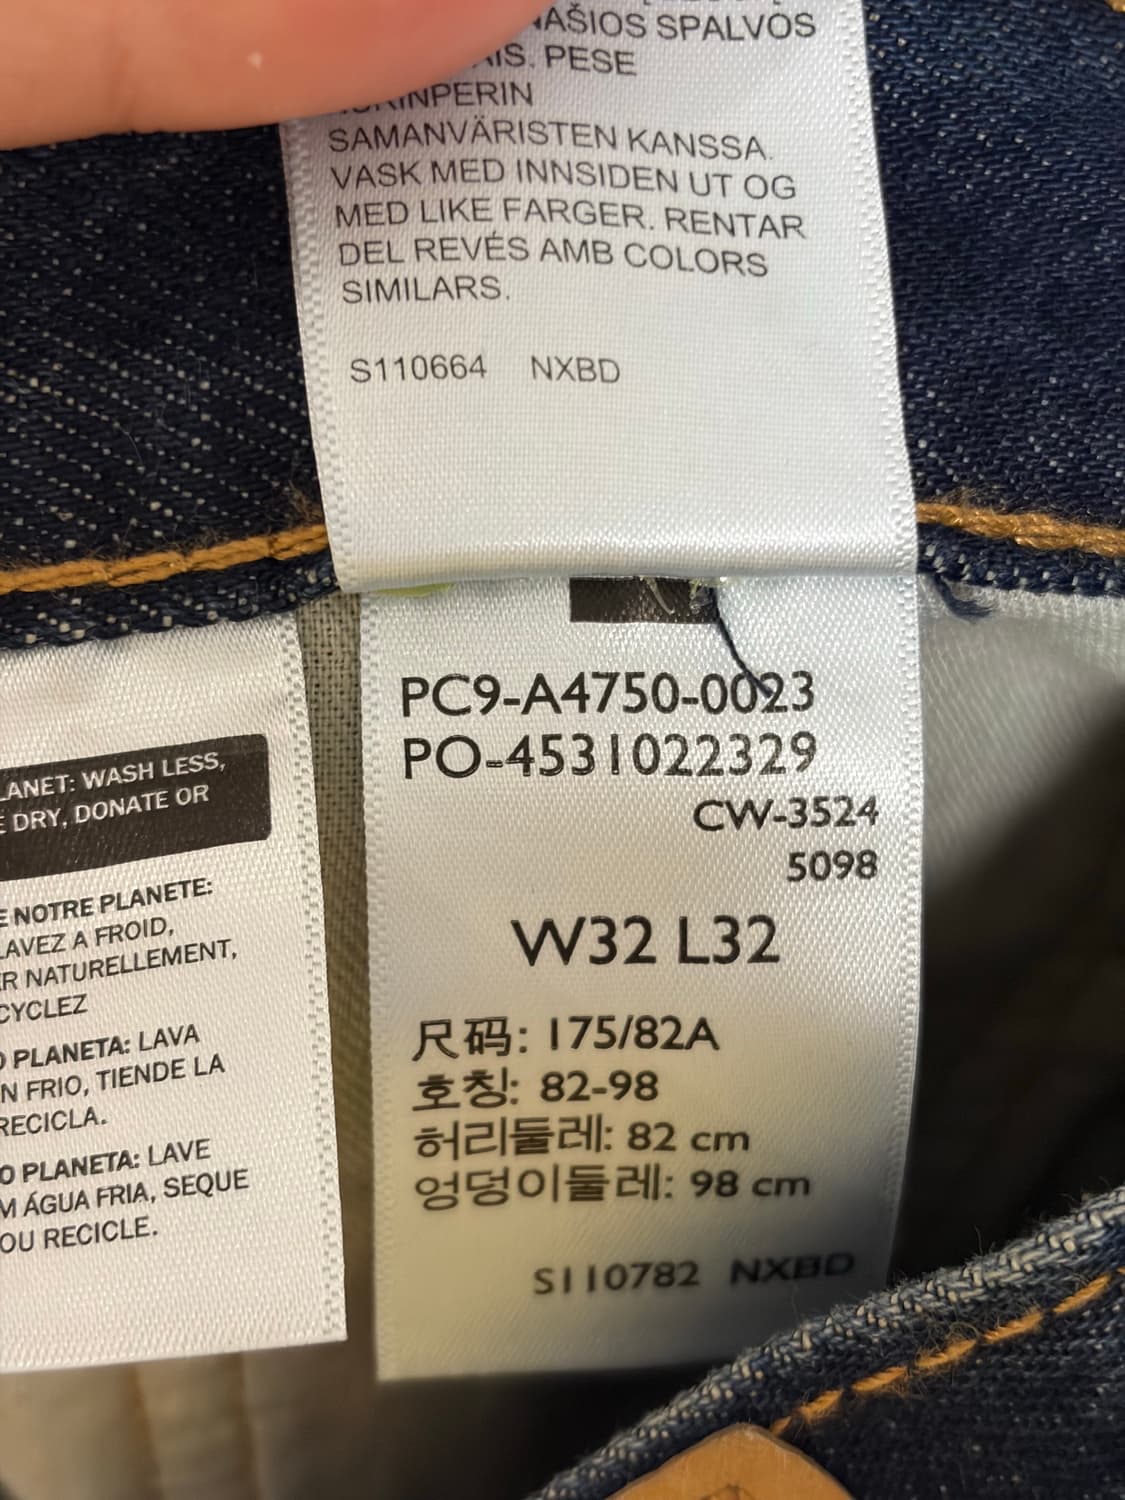 NAŠIOS SPALVOS
PESE
SAMANVÄRISTEN KANSSA.
VASK MED INNSIDEN UT OG
MED LIKE FARGER. RENTAR
DEL REVÉS AMB COLORS
SIMILARS.
S110664 NXBD
PC9-A4750-0023
PO-4531022329
CW-3524
5098
W32 L32
尺码: 175/82A
호칭: 82-98
허리둘레: 82 cm
엉덩이둘레: 98 cm
S110782 NXBD
LANET: WASH LESS,
E DRY, DONATE OR
E NOTRE PLANETE:
LAVEZ A FROID,
ER NATURELLEMENT,
CYCLEZ
O PLANETA: LAVA
N FRIO, TIENDE LA
RECICLA.
O PLANETA: LAVE
M ÁGUA FRIA, SEQUE
OU RECICLE.